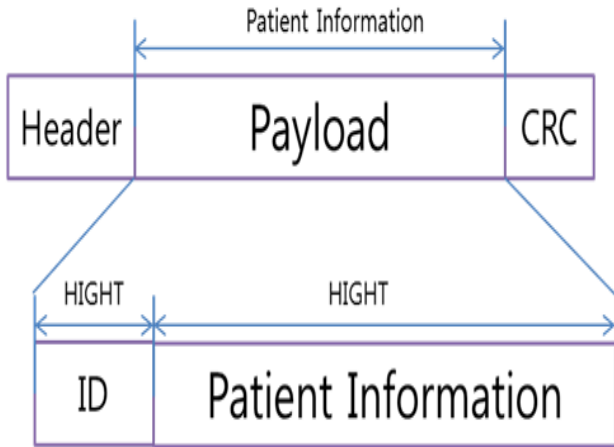 Patient Information
Header Payload CRC
HIGHT HIGHT
ID Patient Information